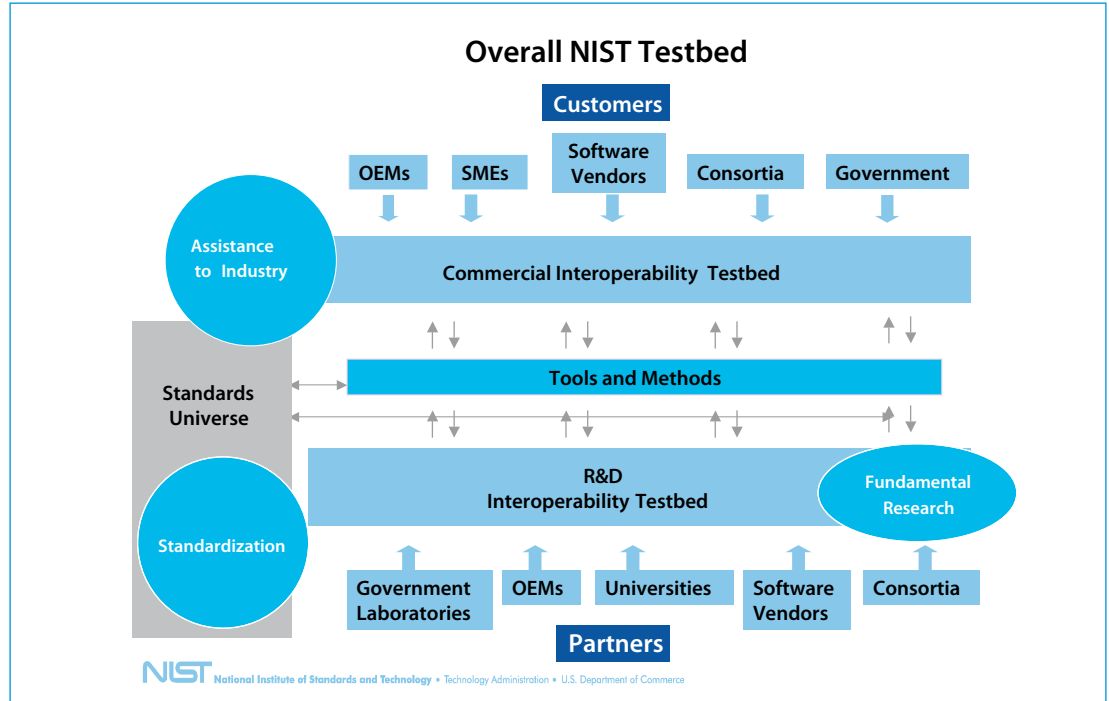 Overall NIST Testbed
Customers
OEMs
SMEs
Software
Vendors
Consortia
Government
Assistance
to Industry
Commercial Interoperability Testbed
Tools and Methods
Standards
Universe
R&D
Interoperability Testbed
Fundamental
Research
Standardization
Government
Laboratories
OEMs
Universities
Software
Vendors
Consortia
Partners
NIST National Institute of Standards and Technology • Technology Administration • U.S. Department of Commerce